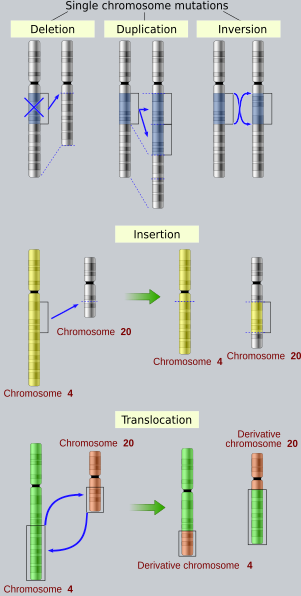 Single chromosome mutations
Deletion
Duplication
Inversion
Insertion
Chromosome 20
Chromosome 4
Chromosome 4
Chromosome 20
Translocation
Chromosome 20
Derivative
chromosome 20
Derivative chromosome 4
Chromosome 4